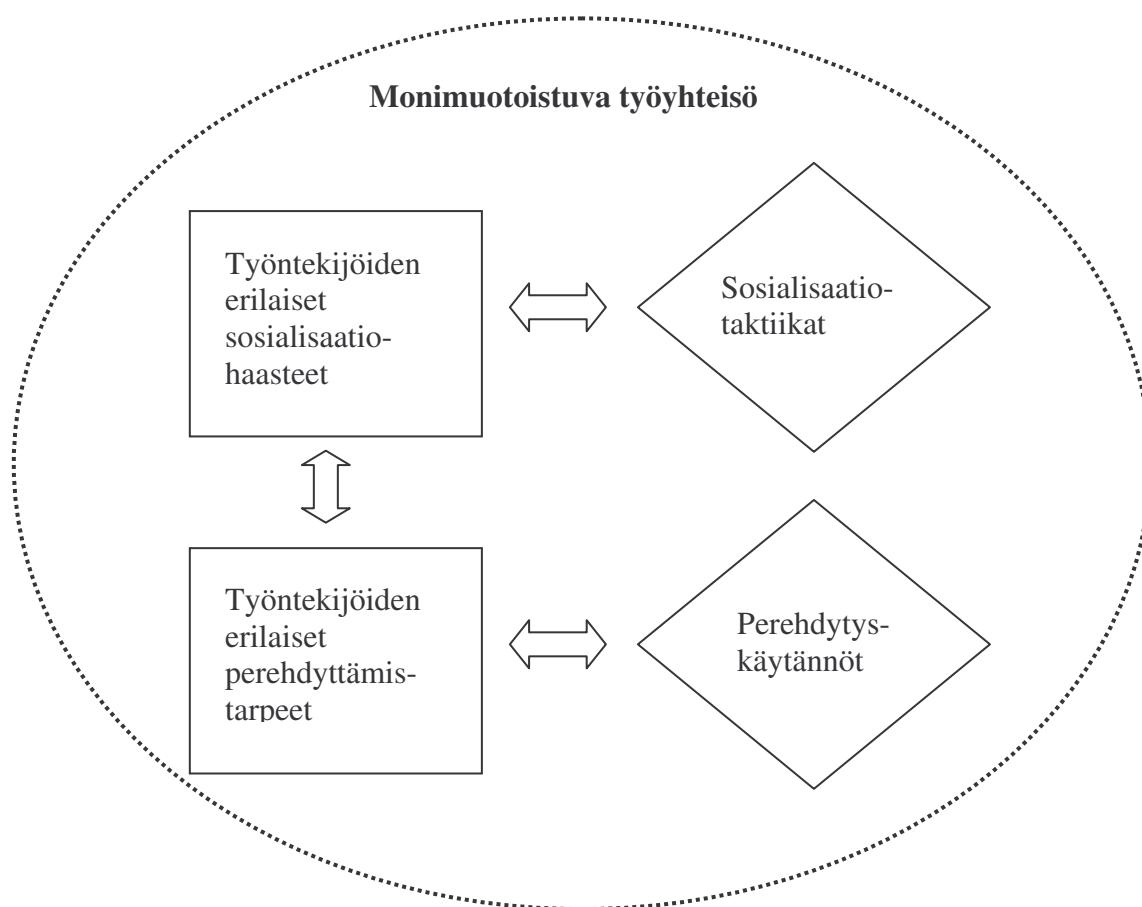 Monimuotoistuva työyhteisö
Työntekijöiden
erilaiset
sosialisaatio-
haasteet
Sosialisaatio-
taktiikat
Työntekijöiden
erilaiset
perehdyttämis-
tarpeet
Perehdytys-
käytännöt